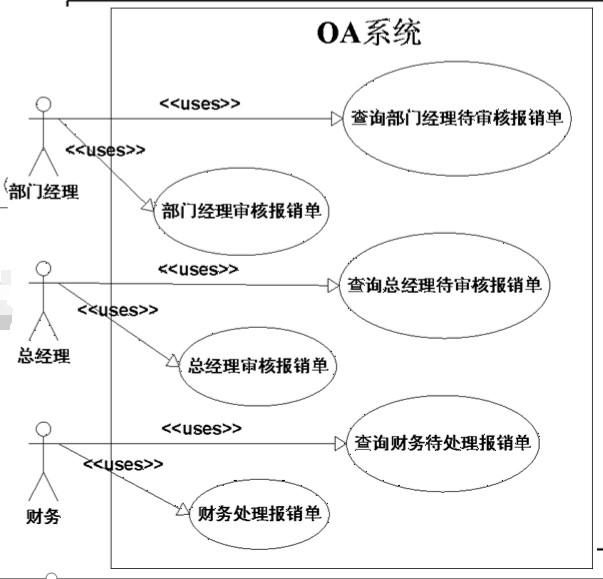 OA系统
<<uses>>
查询部门经理待审核报销单
<<uses>>
部门经理
部门经理审核报销单
<<uses>>
查询总经理待审核报销单
<<uses>>
总经理
总经理审核报销单
<<uses>>
查询财务待处理报销单
<<uses>>
财务
财务处理报销单